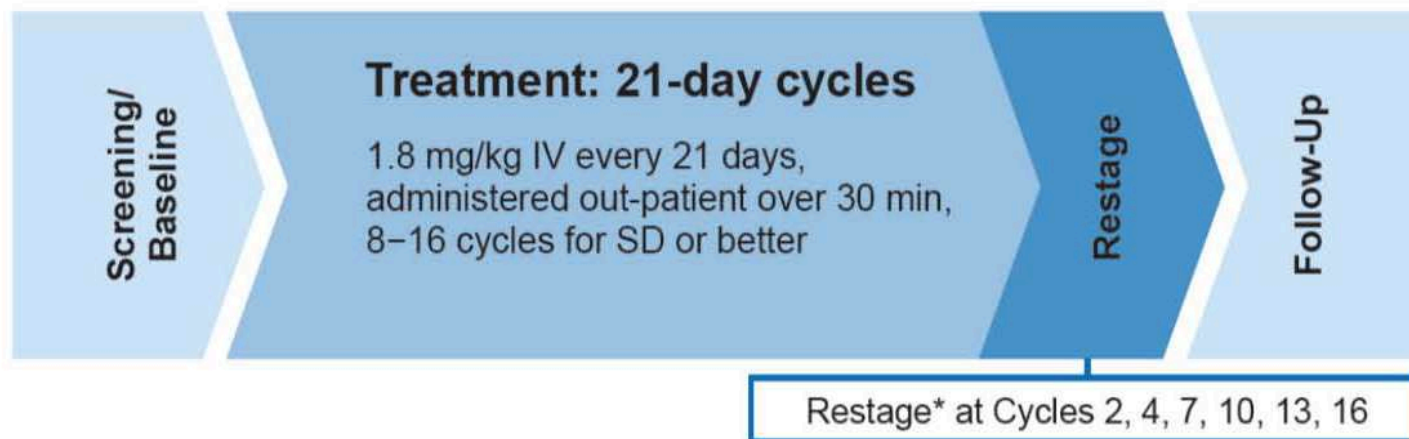 Screening/
Baseline
Treatment: 21-day cycles
1.8 mg/kg IV every 21 days,
administered out-patient over 30 min,
8−16 cycles for SD or better
Restage
Follow-Up
Restage* at Cycles 2, 4, 7, 10, 13, 16